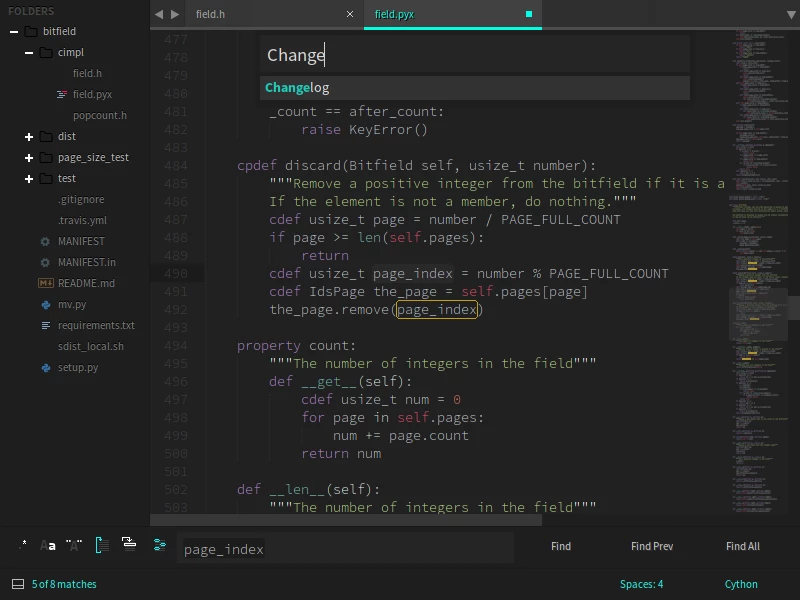 FOLDERS
bitfield
cimpl
field.h
field.pyx
popcount.h
dist
page_size_test
test
.gitignore
.travis.yml
MANIFEST
MANIFEST.in
README.md
mv.py
requirements.txt
sdist_local.sh
setup.py
field.h
field.pyx
Change
Changelog
477
478
479
481 _count == after_count:
482 raise KeyError()
483
484 cpdef discard(Bitfield self, usize_t number):
485 """Remove a positive integer from the bitfield if it is a
486 If the element is not a member, do nothing."""
487 cdef usize_t page = number / PAGE_FULL_COUNT
488 if page >= len(self.pages):
489 return
490 cdef usize_t page_index = number % PAGE_FULL_COUNT
491 cdef IdsPage the_page = self.pages[page]
492 the_page.remove(page_index)
493
494 property count:
495 """The number of integers in the field"""
496 def __get__(self):
497 cdef usize_t num = 0
498 for page in self.pages:
499 num += page.count
500 return num
501
502 def __len__(self):
503 """The number of integers in the field"""
.* Aa "A"
page_index
Find
Find Prev
Find All
5 of 8 matches
Spaces: 4
Cython